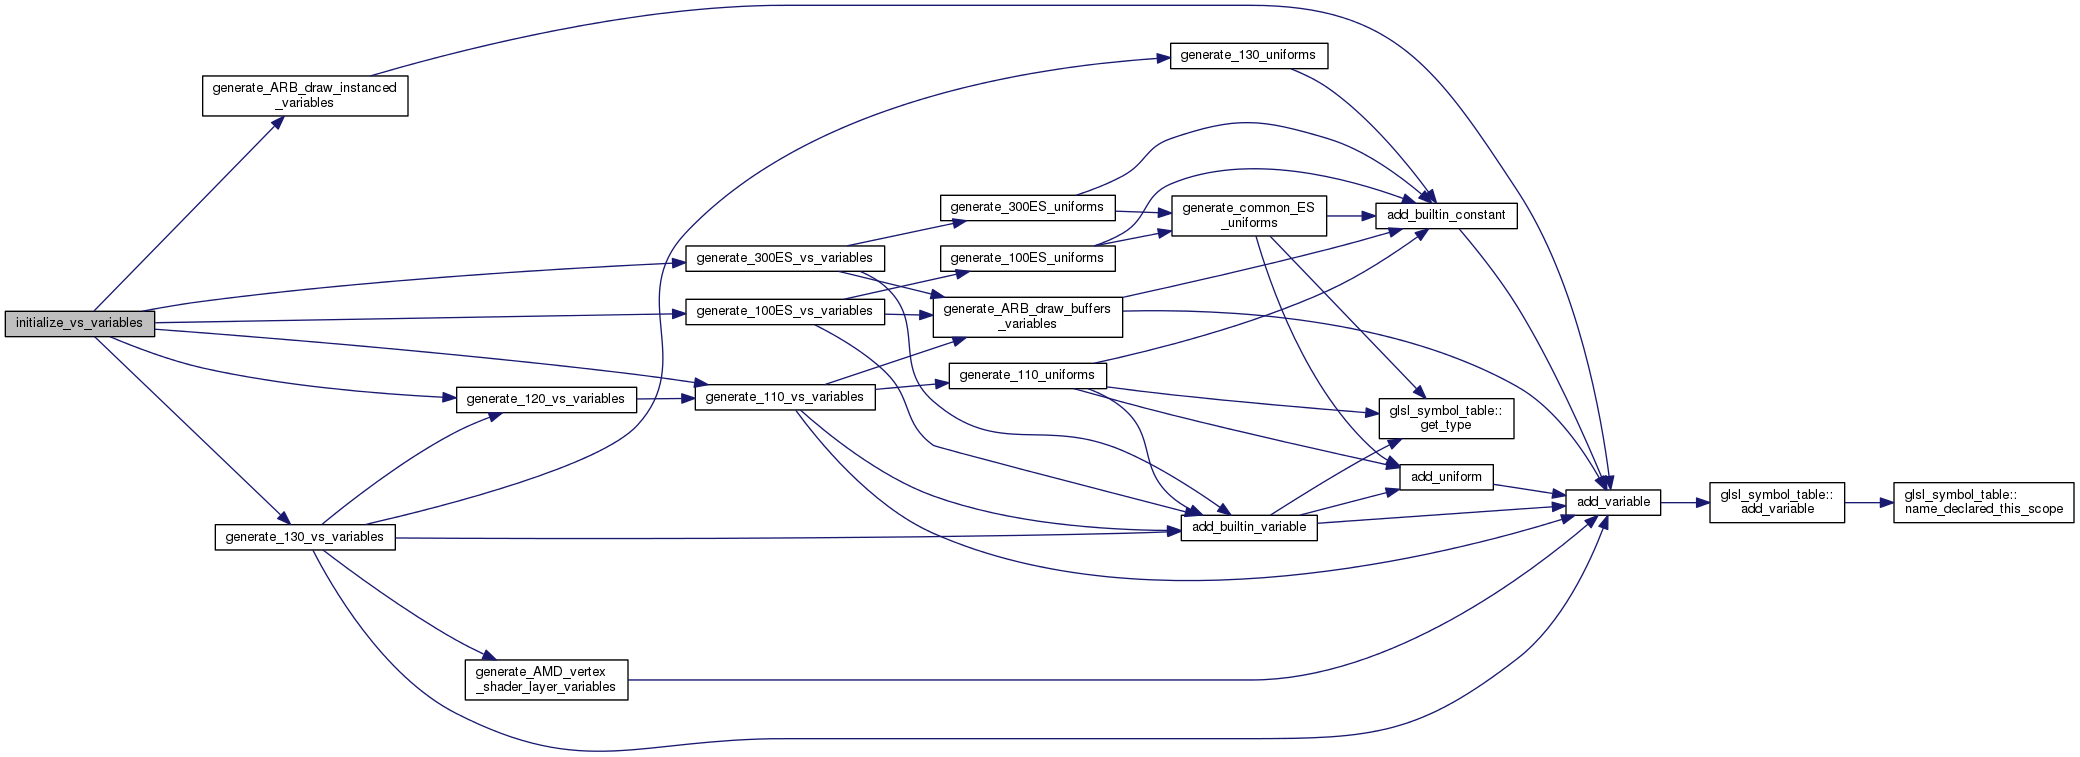 generate_130_uniforms
generate_ARB_draw_instanced
_variables
generate_300ES_uniforms
generate_common_ES
_uniforms
add_builtin_constant
generate_300ES_vs_variables
generate_100ES_uniforms
initialize_vs_variables
generate_100ES_vs_variables
generate_ARB_draw_buffers
_variables
generate_110_uniforms
generate_120_vs_variables
generate_110_vs_variables
glsl_symbol_table::
get_type
add_uniform
add_variable
glsl_symbol_table::
add_variable
glsl_symbol_table::
name_declared_this_scope
generate_130_vs_variables
add_builtin_variable
generate_AMD_vertex
_shader_layer_variables